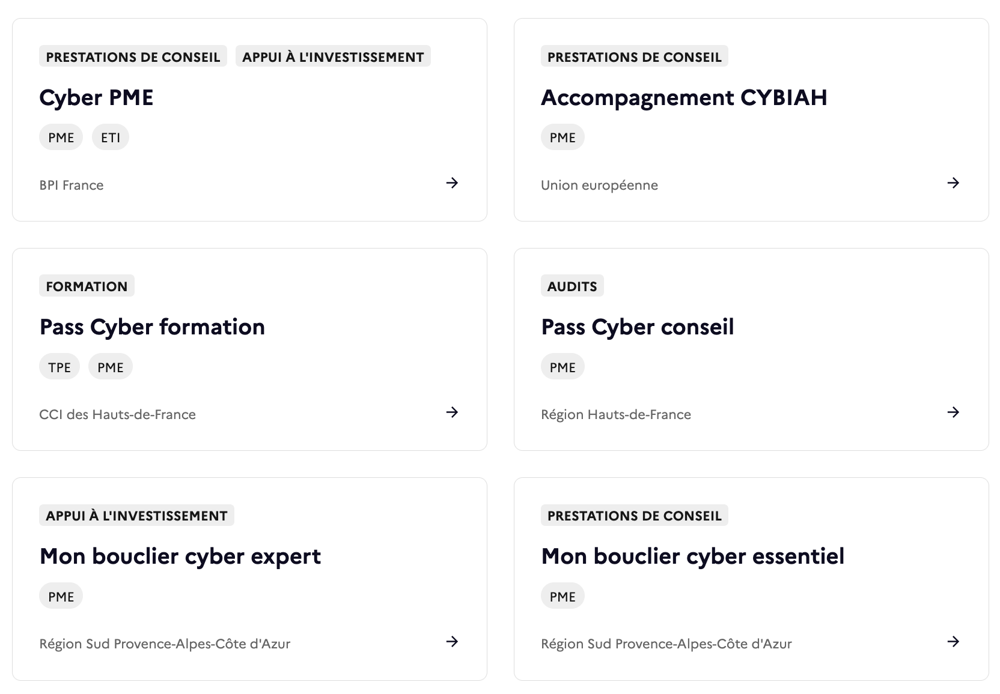 PRESTATIONS DE CONSEIL APPUI À L'INVESTISSEMENT
Cyber PME
PME ETI
BPI France
PRESTATIONS DE CONSEIL
Accompagnement CYBIAH
PME
Union européenne
FORMATION
Pass Cyber formation
TPE PME
CCI des Hauts-de-France
AUDITS
Pass Cyber conseil
PME
Région Hauts-de-France
APPUI À L'INVESTISSEMENT
Mon bouclier cyber expert
PME
Région Sud Provence-Alpes-Côte d'Azur
PRESTATIONS DE CONSEIL
Mon bouclier cyber essentiel
PME
Région Sud Provence-Alpes-Côte d'Azur